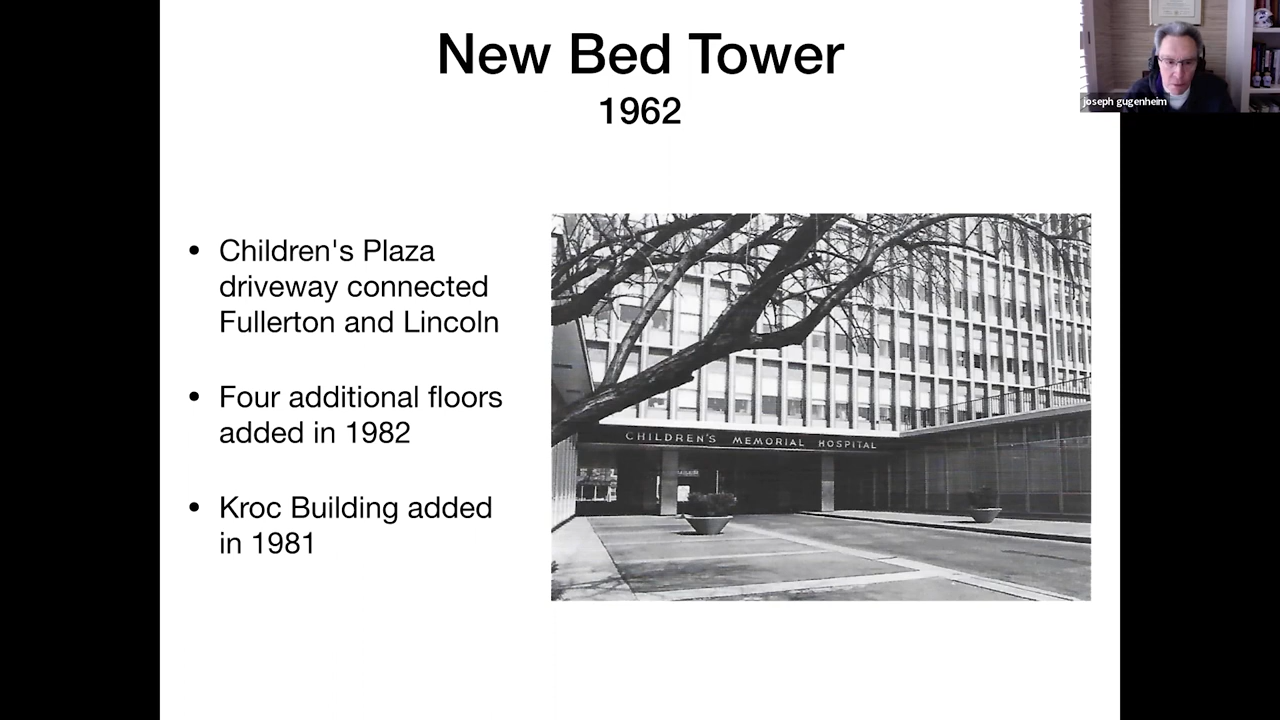 New Bed Tower
1962
joseph gugenheim
• Children's Plaza
driveway connected
Fullerton and Lincoln
• Four additional floors
added in 1982
• Kroc Building added
in 1981
CHILDREN'S MEMORIAL HOSPITAL